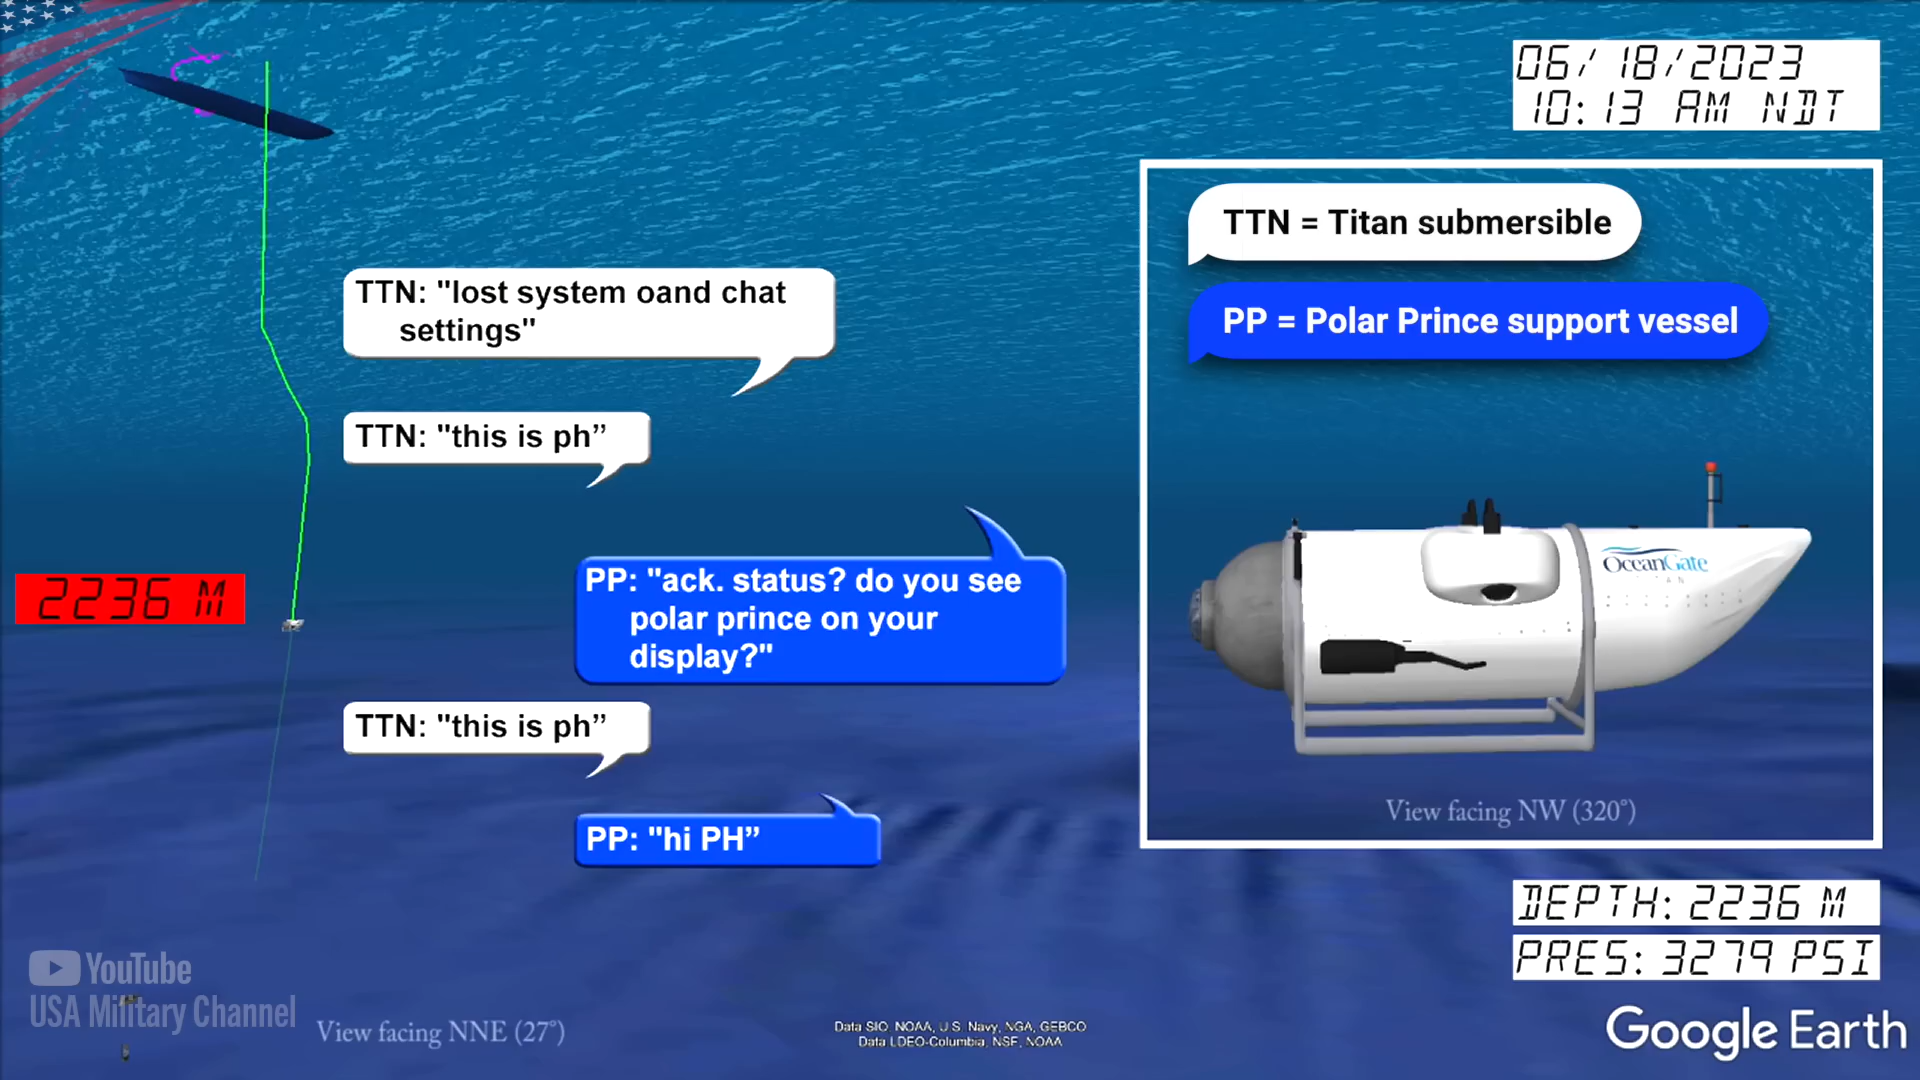 06/18/2023
10:13 AM NDT
TTN = Titan submersible
PP = Polar Prince support vessel
TTN: "lost system oand chat
settings"
TTN: "this is ph”
PP: "ack. status? do you see
polar prince on your
display?"
2236 M
TTN: "this is ph”
PP: "hi PH”
OceanGate
TAN
View facing NW (320°)
DEPTH: 2236 M
PRES: 3279 PSI
YouTube
USA Military Channel
View facing NNE (27°)
Data SIO, NOAA, U.S. Navy, NGA, GEBCO
Data LDEO-Columbia, NSF, NOAA
Google Earth